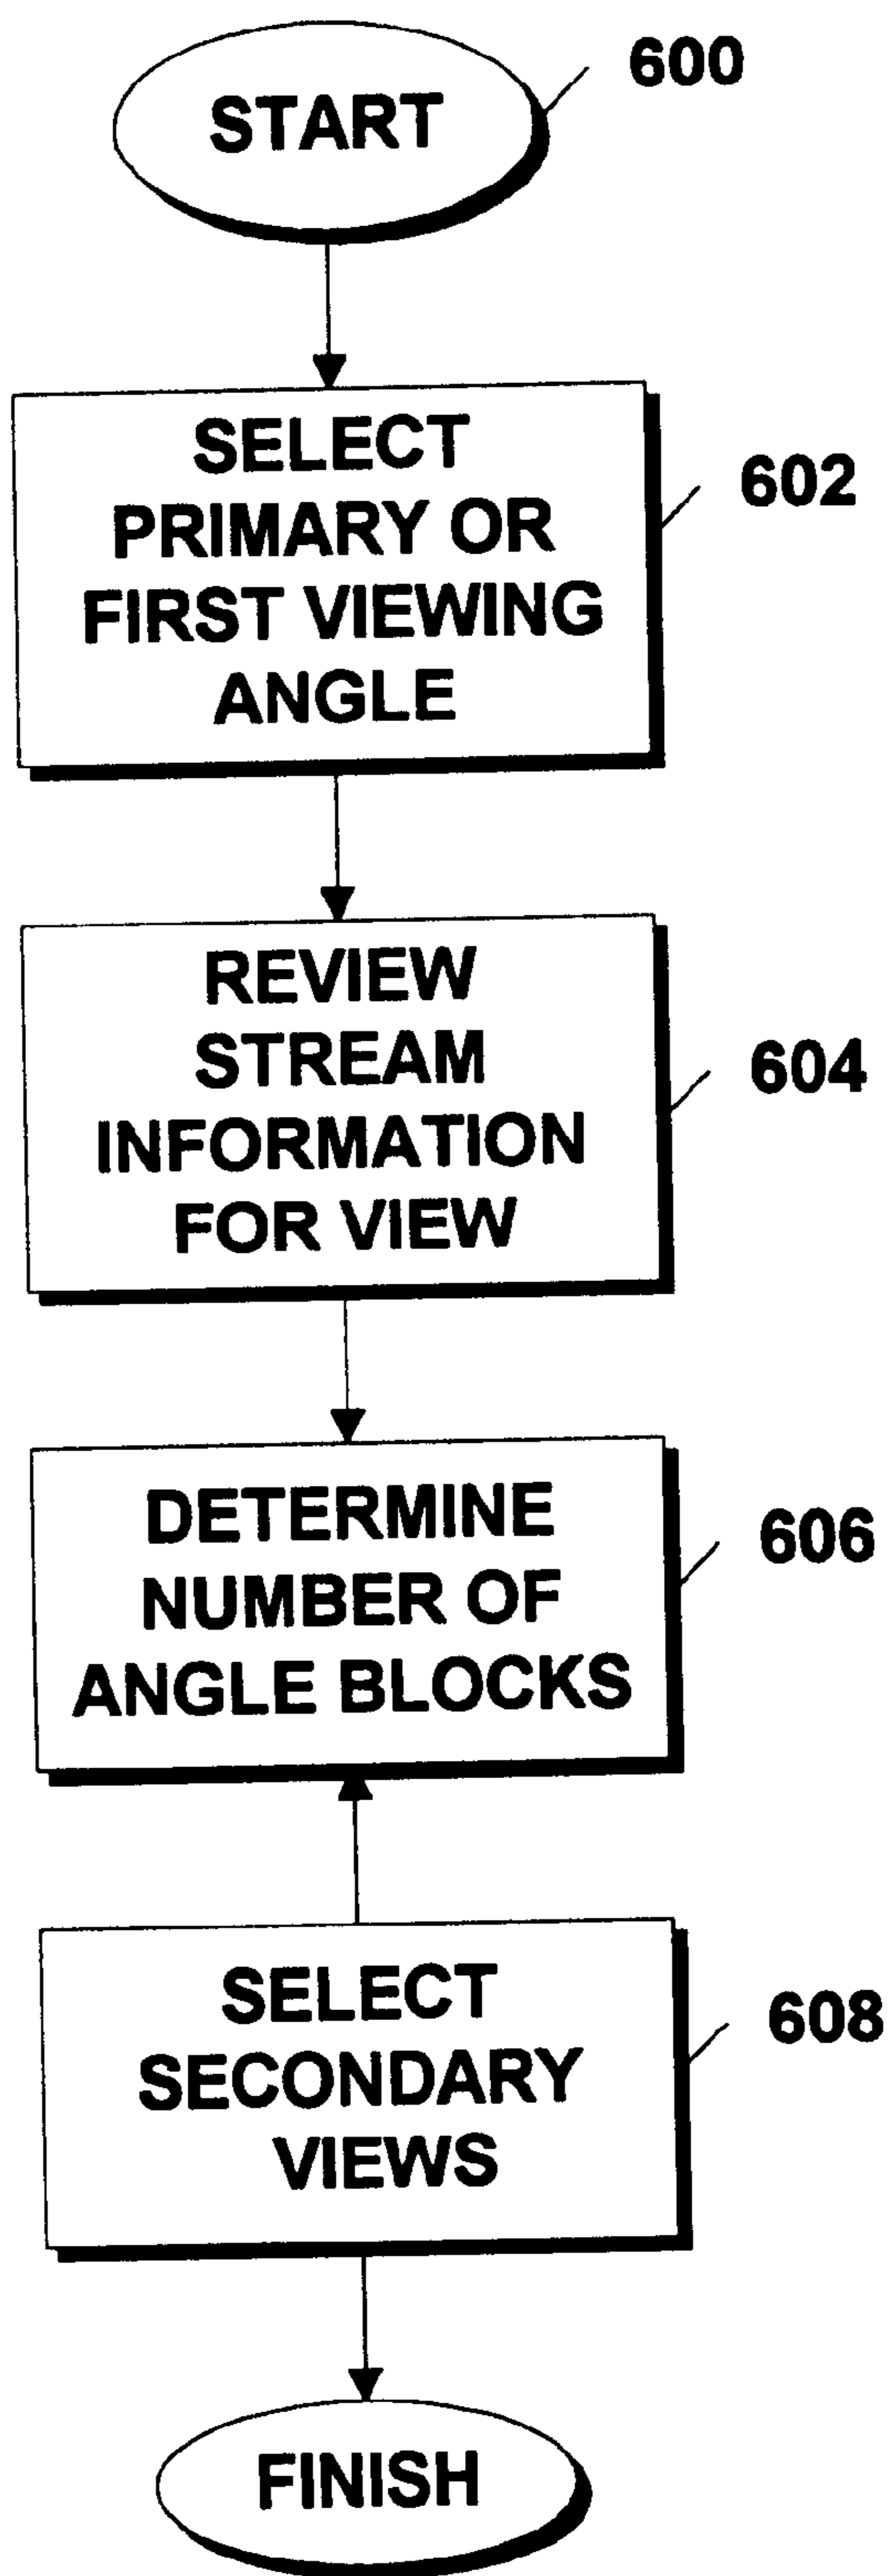 START
600
SELECT
PRIMARY OR
FIRST VIEWING
ANGLE
602
REVIEW
STREAM
INFORMATION
FOR VIEW
604
DETERMINE
NUMBER OF
ANGLE BLOCKS
606
SELECT
SECONDARY
VIEWS
608
FINISH